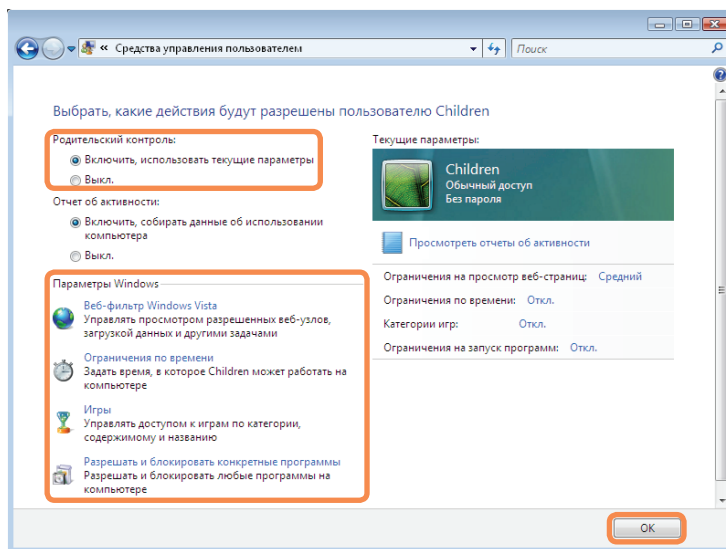 « Средства управления пользователем
Поиск
Выбрать, какие действия будут разрешены пользователю Children
Родительский контроль:
Включить, использовать текущие параметры
Выкл.
Отчет об активности:
Включить, собирать данные об использовании
компьютера
Выкл.
Параметры Windows
Веб-фильтр Windows Vista
Управлять просмотром разрешенных веб-узлов,
загрузкой данных и другими задачами
Ограничения по времени
Задать время, в которое Children может работать на
компьютере
Игры
Управлять доступом к играм по категории,
содержимому и названию
Разрешать и блокировать конкретные программы
Разрешать и блокировать любые программы на
компьютере
Текущие параметры:
Children
Обычный доступ
Без пароля
Просмотреть отчеты об активности
Ограничения на просмотр веб-страниц: Средний
Ограничения по времени: Откл.
Категории игр: Откл.
Ограничения на запуск программ: Откл.
OK